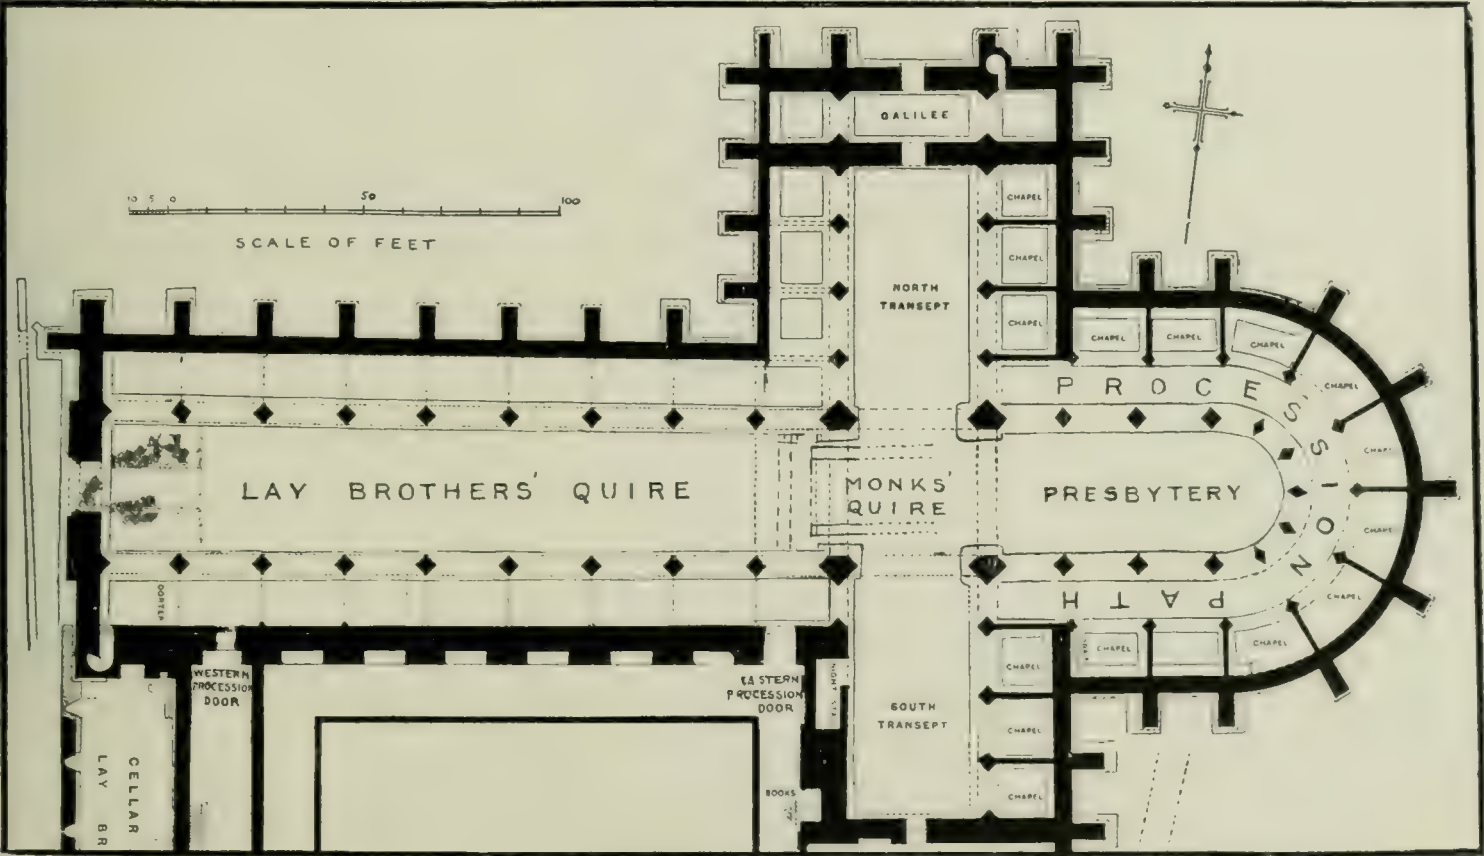 10 5 0 50 100
SCALE OF FEET
GALILEE
CHAPEL
CHAPEL
CHAPEL
NORTH
TRANSEPT
CHAPEL
CHAPEL
CHAPEL
CHAPEL
CHAPEL
CHAPEL
CHAPEL
CHAPEL
CHAPEL
PROCESSION
PATH
LAY BROTHERS' QUIRE
MONKS'
QUIRE
PRESBYTERY
DORTER
WESTERN
PROCESSION
DOOR
EASTERN
PROCESSION
DOOR
CHAPEL
CHAPEL
CHAPEL
SOUTH
TRANSEPT
BOOKS
CELLAR
LAY BR